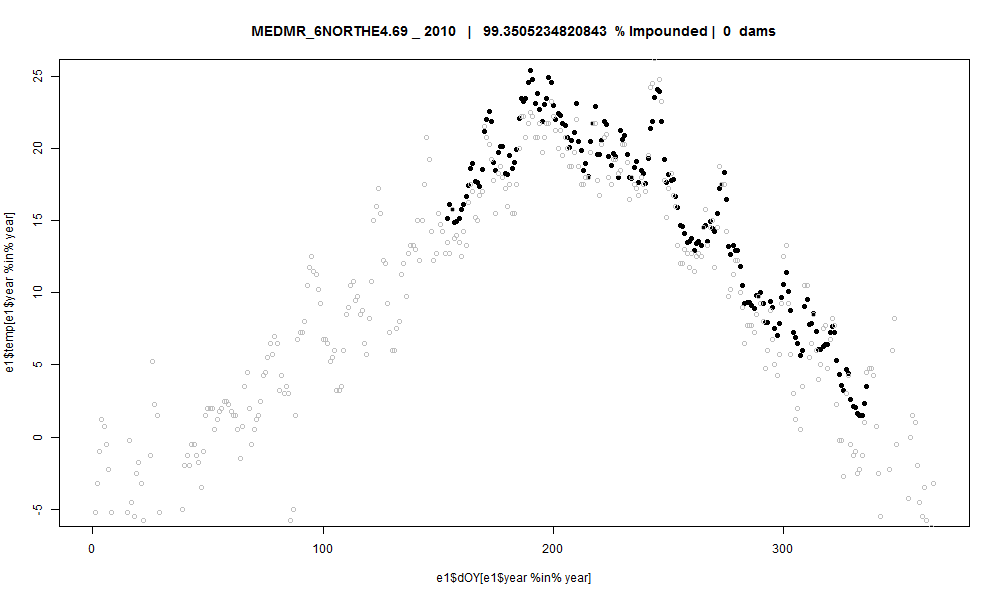 MEDMR_6NORTHE4.69 _ 2010 | 99.3505234820843 % Impounded | 0 dams
e1$temp[e1$year %in% year]
25
20
15
10
5
0
-5
0 100 200 300
e1$dOY[e1$year %in% year]